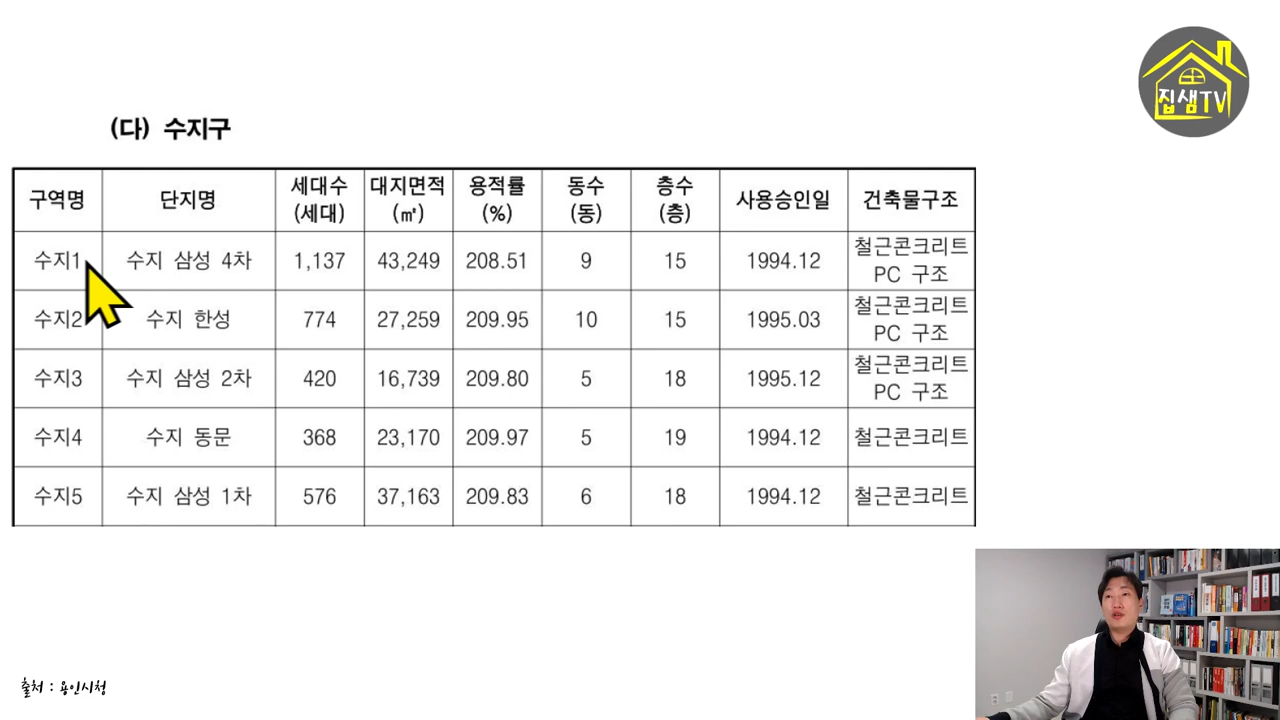 집샘TV
(다) 수지구
구역명 단지명 세대수 (세대) 대지면적 (㎡) 용적률 (%) 동수 (동) 층수 (층) 사용승인일 건축물구조
수지1 수지 삼성 4차 1,137 43,249 208.51 9 15 1994.12 철근콘크리트 PC 구조
수지2 수지 한성 774 27,259 209.95 10 15 1995.03 철근콘크리트 PC 구조
수지3 수지 삼성 2차 420 16,739 209.80 5 18 1995.12 철근콘크리트 PC 구조
수지4 수지 동문 368 23,170 209.97 5 19 1994.12 철근콘크리트
수지5 수지 삼성 1차 576 37,163 209.83 6 18 1994.12 철근콘크리트
출처 : 용인시청